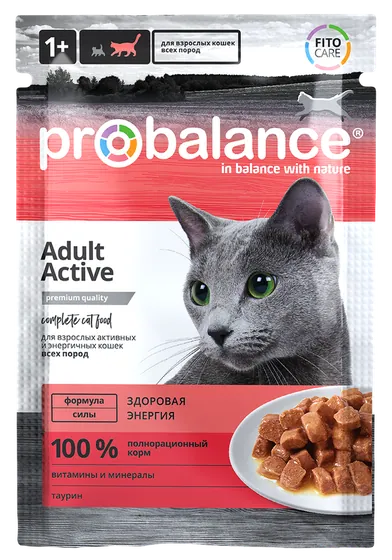 1+
для взрослых кошек
всех пород
FITO
CARE
probalance®
in balance with nature
Adult
Active
premium quality
complete cat food
для взрослых активных
и энергичных кошек
всех пород
формула
силы
ЗДОРОВАЯ
ЭНЕРГИЯ
100 %
полнорационный
корм
витамины и минералы
таурин